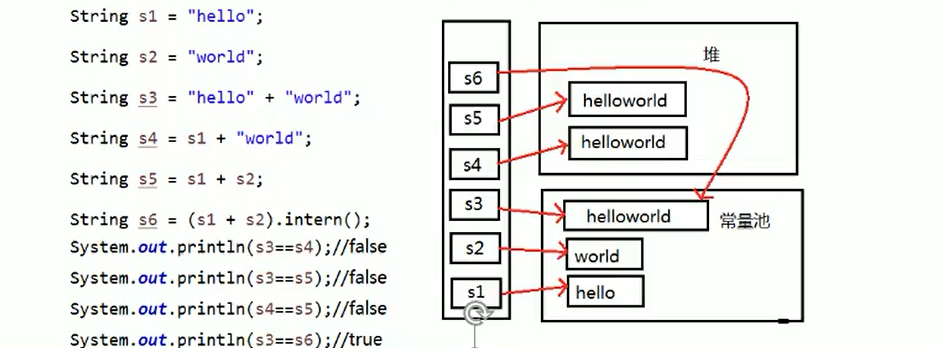 String s1 = "hello";
String s2 = "world";
String s3 = "hello" + "world";
String s4 = s1 + "world";
String s5 = s1 + s2;
String s6 = (s1 + s2).intern();
System.out.println(s3==s4);//false
System.out.println(s3==s5);//false
System.out.println(s4==s5);//false
System.out.println(s3==s6);//true
s6
s5
s4
s3
s2
s1
堆
helloworld
helloworld
helloworld
常量池
world
hello